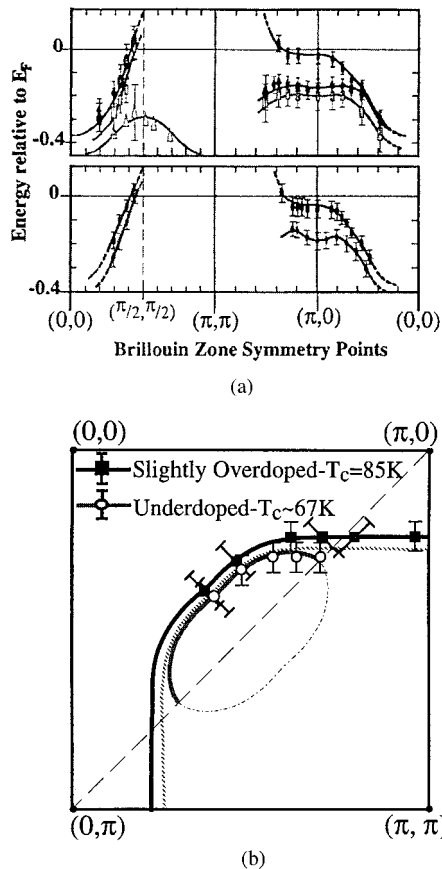 Energy relative to E_F
0
-0.4
0
-0.4
(0,0) (π/2,π/2) (π,π) (π,0) (0,0)
Brillouin Zone Symmetry Points
(a)
(0,0) (π,0)
Slightly Overdoped-T_c=85K
Underdoped-T_c~67K
(0,π) (π, π)
(b)